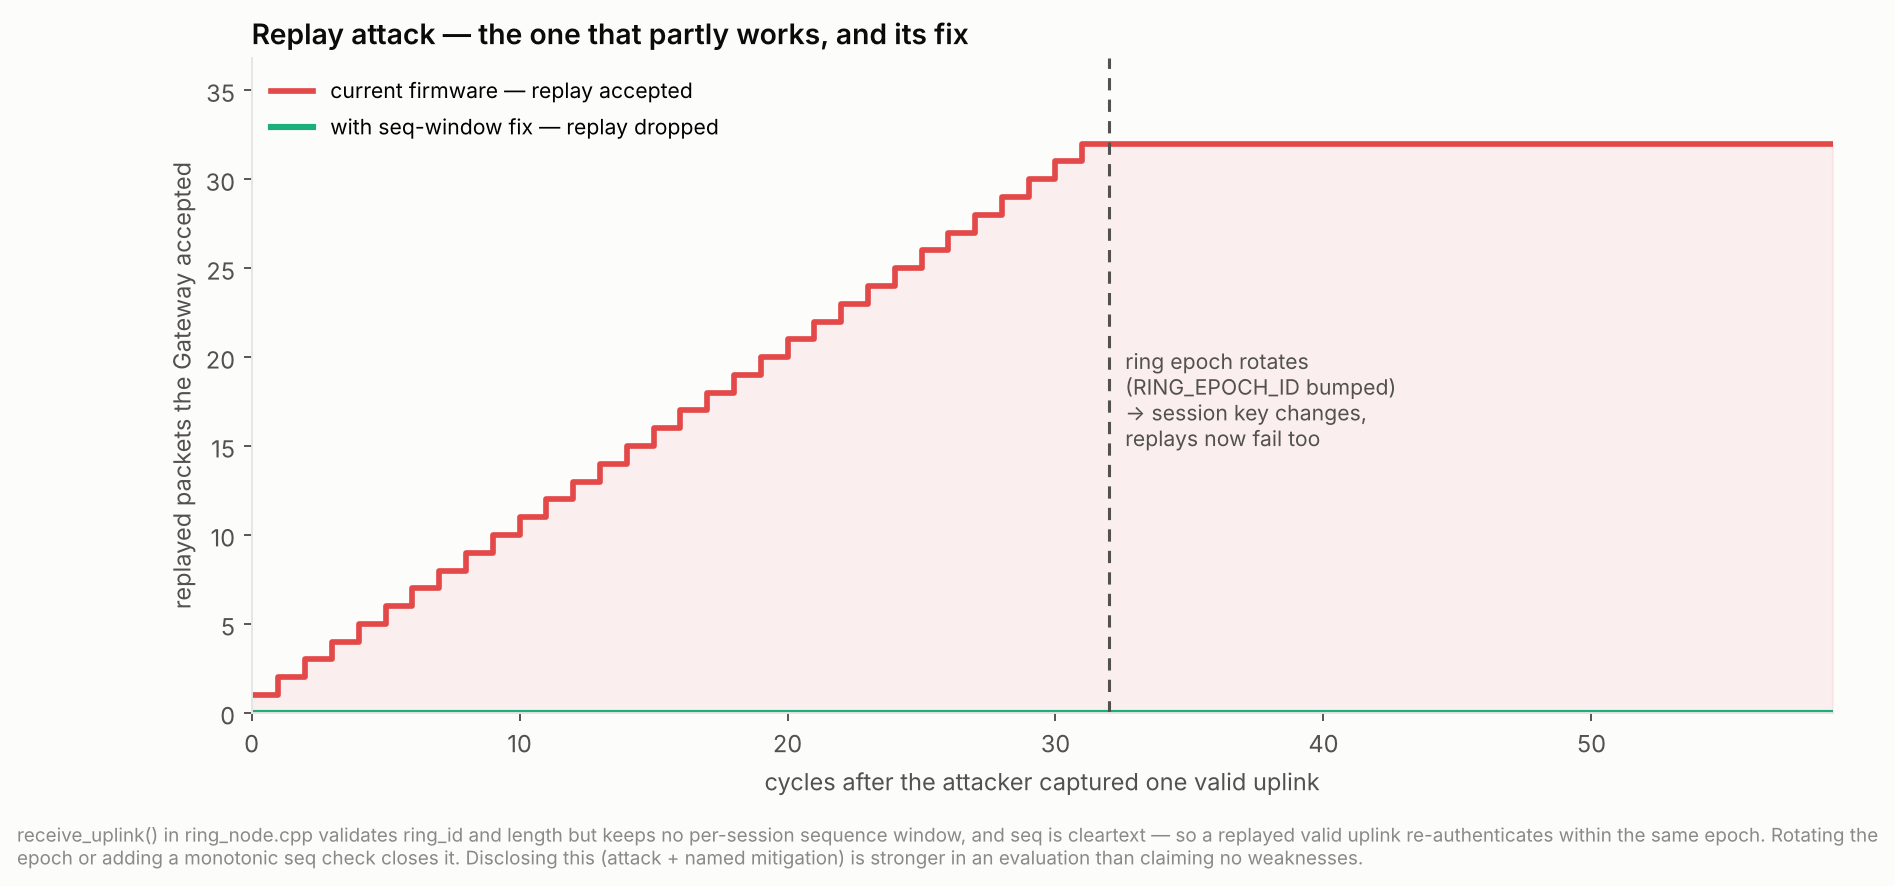 Replay attack — the one that partly works, and its fix
current firmware — replay accepted
with seq-window fix — replay dropped
replayed packets the Gateway accepted
35
30
25
20
15
10
5
0
ring epoch rotates
(RING_EPOCH_ID bumped)
→ session key changes,
replays now fail too
0 10 20 30 40 50
cycles after the attacker captured one valid uplink
receive_uplink() in ring_node.cpp validates ring_id and length but keeps no per-session sequence window, and seq is cleartext — so a replayed valid uplink re-authenticates within the same epoch. Rotating the
epoch or adding a monotonic seq check closes it. Disclosing this (attack + named mitigation) is stronger in an evaluation than claiming no weaknesses.